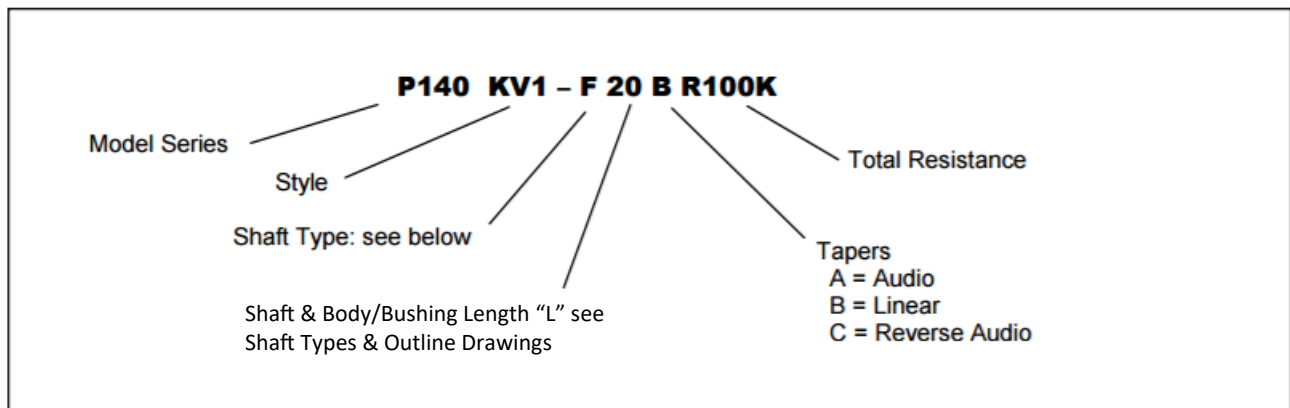 P140 KV1 – F 20 B R100K
Model Series
Total Resistance
Style
Shaft Type: see below
Tapers
A = Audio
B = Linear
C = Reverse Audio
Shaft & Body/Bushing Length “L” see
Shaft Types & Outline Drawings